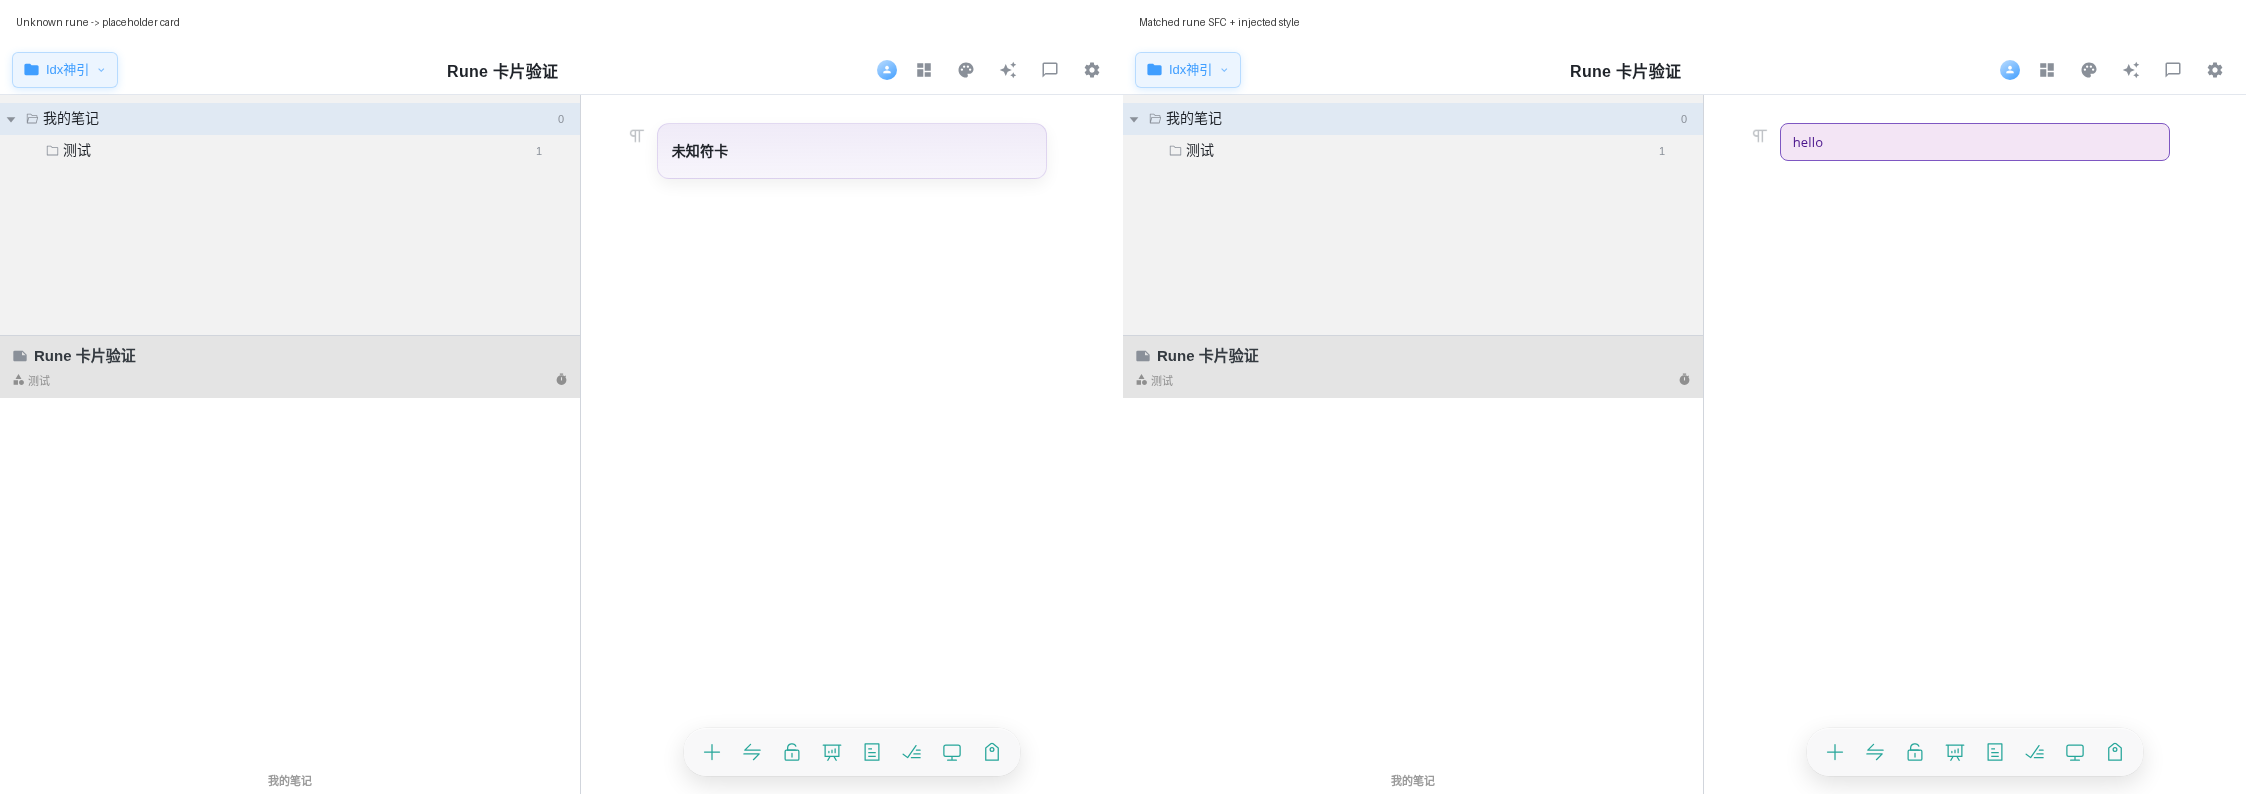 Unknown rune -> placeholder card
Idx神引
Rune 卡片验证
我的笔记
0
测试
1
未知符卡
Rune 卡片验证
测试
我的笔记
Matched rune SFC + injected style
Idx神引
Rune 卡片验证
我的笔记
0
测试
1
hello
Rune 卡片验证
测试
我的笔记